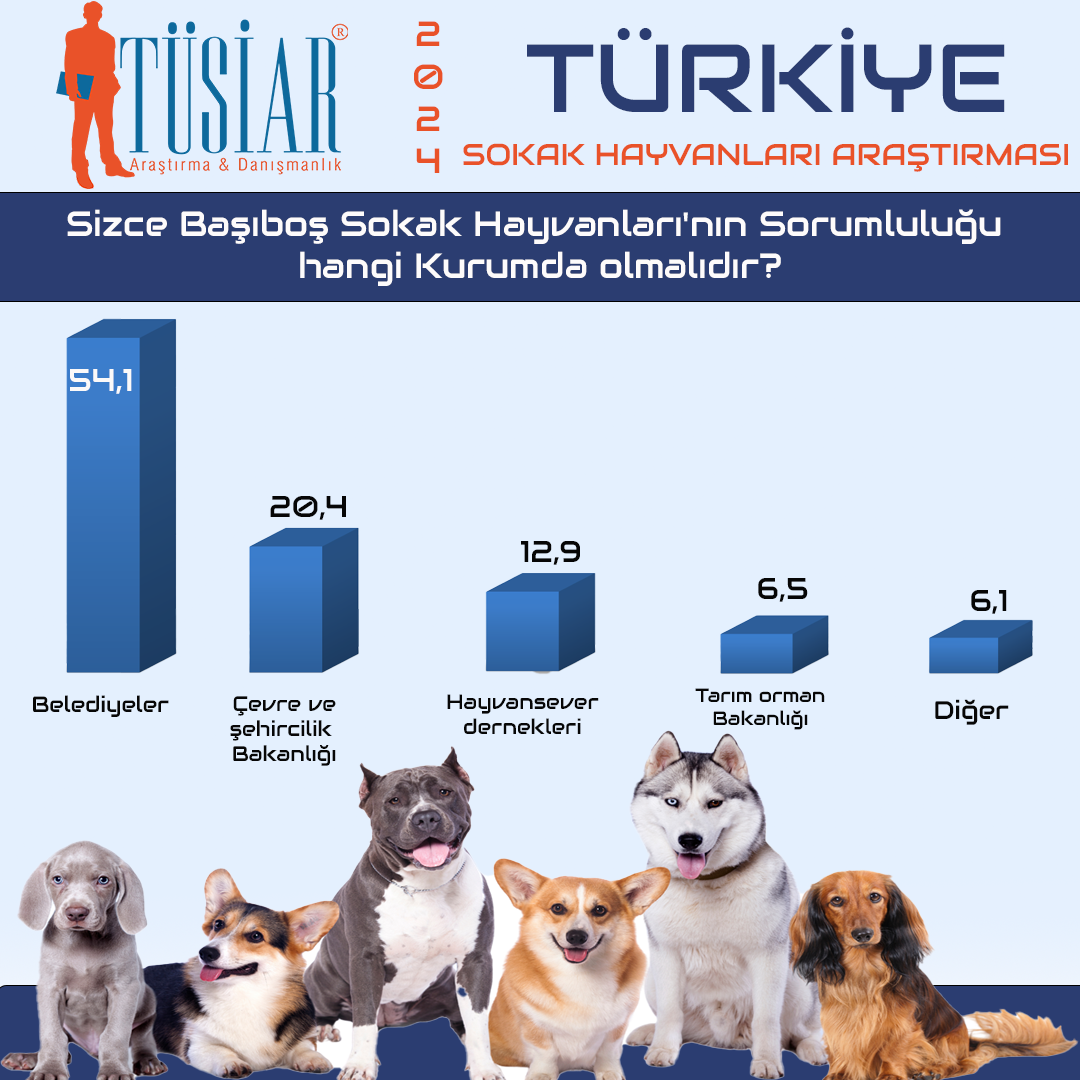 TÜSİAR®
Araştırma & Danışmanlık
2024
TÜRKİYE
SOKAK HAYVANLARI ARAŞTIRMASI
Sizce Başıboş Sokak Hayvanları'nın Sorumluluğu
hangi Kurumda olmalıdır?
54,1
20,4
12,9
6,5
6,1
Belediyeler
Çevre ve
şehircilik
Bakanlığı
Hayvansever
dernekleri
Tarım orman
Bakanlığı
Diğer